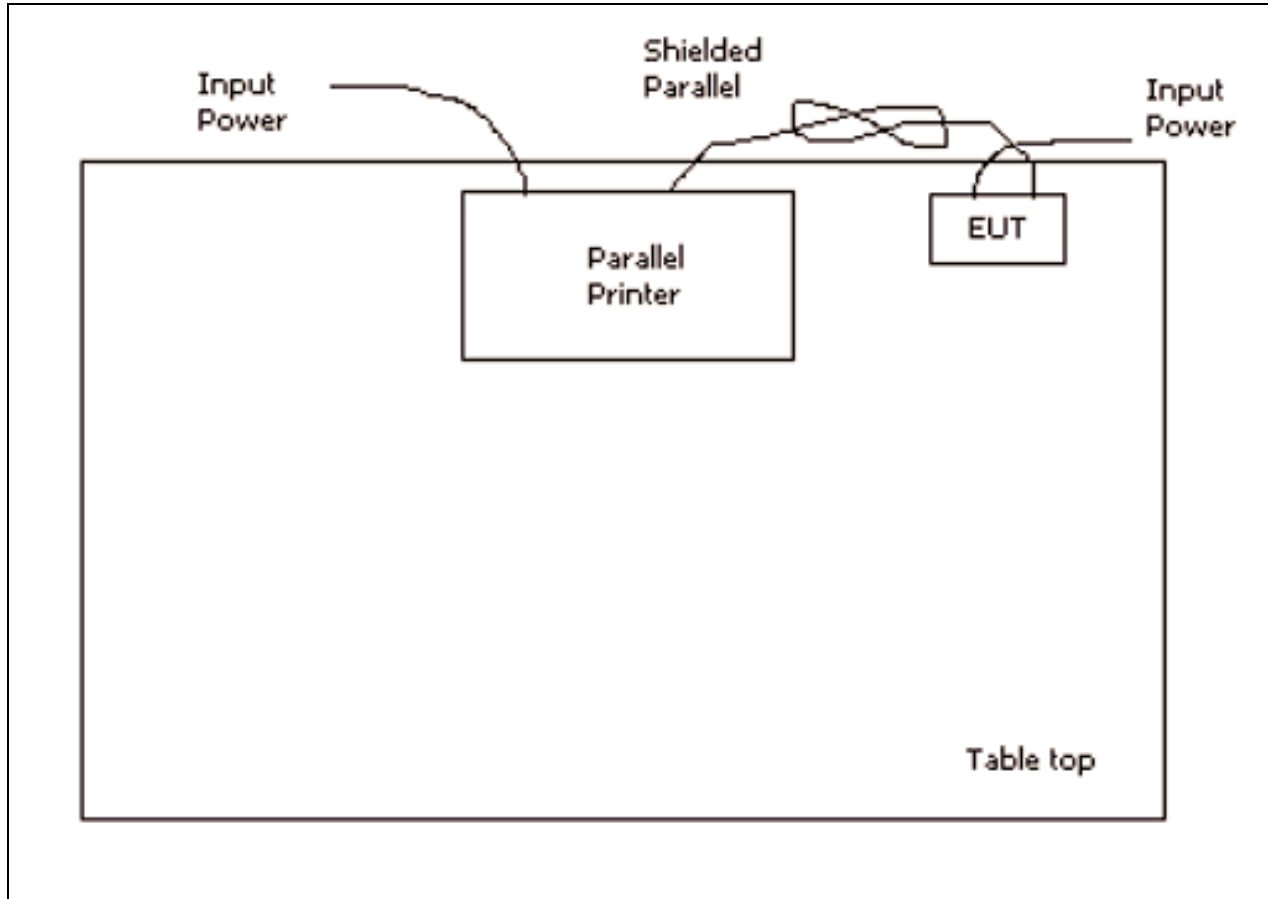 Shielded
Parallel
Input
Power
Input
Power
EUT
Parallel
Printer
Table top